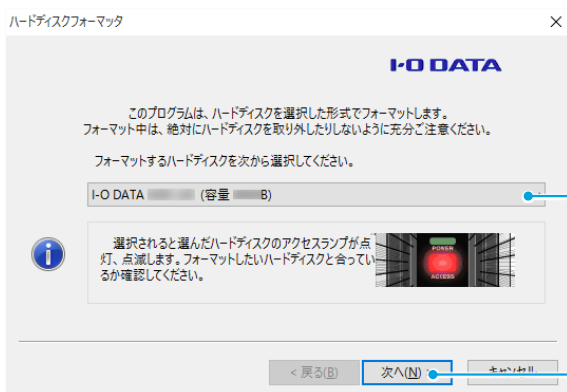 ハードディスクフォーマッタ
I-O DATA
このプログラムは、ハードディスクを選択した形式でフォーマットします。
フォーマット中は、絶対にハードディスクを取り外したりしないように充分ご注意ください。
フォーマットするハードディスクを次から選択してください。
I-O DATA (容量 B)
選択されると選んだハードディスクのアクセスランプが点
灯、点滅します。フォーマットしたいハードディスクと合ってい
るか確認してください。
POWER
ACCESS
< 戻る(B)
次へ(N)
キャンセル